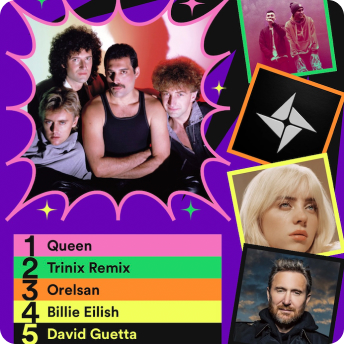 1 Queen
2 Trinix Remix
3 Orelsan
4 Billie Eilish
5 David Guetta